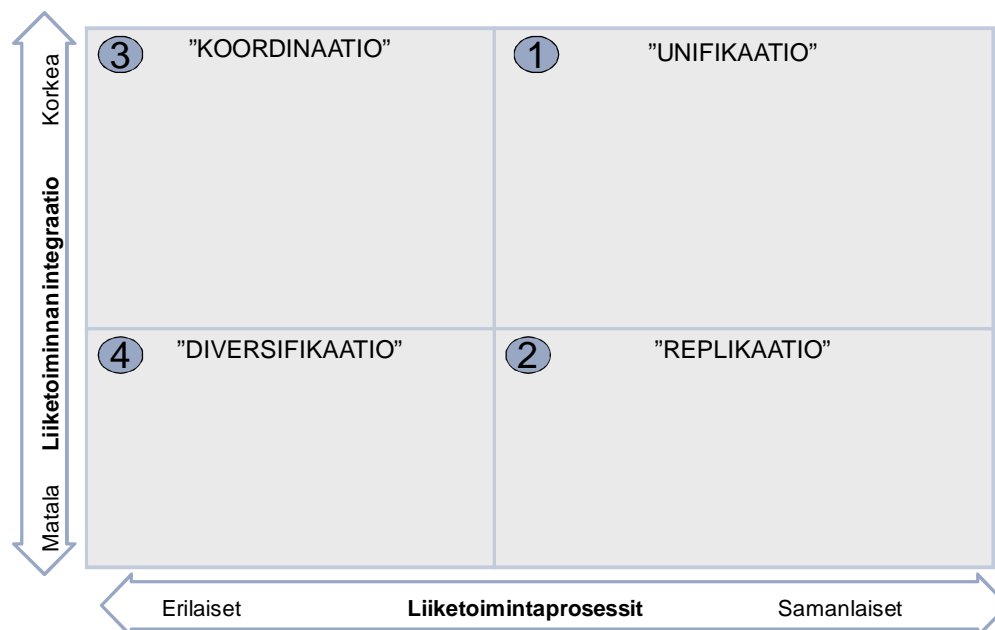 3 ”KOORDINAATIO”
1 ”UNIFIKAATIO”
4 ”DIVERSIFIKAATIO”
2 ”REPLIKAATIO”
Matala Liiketoiminnan integraatio Korkea
Erilaiset Liiketoimintaprosessit Samanlaiset